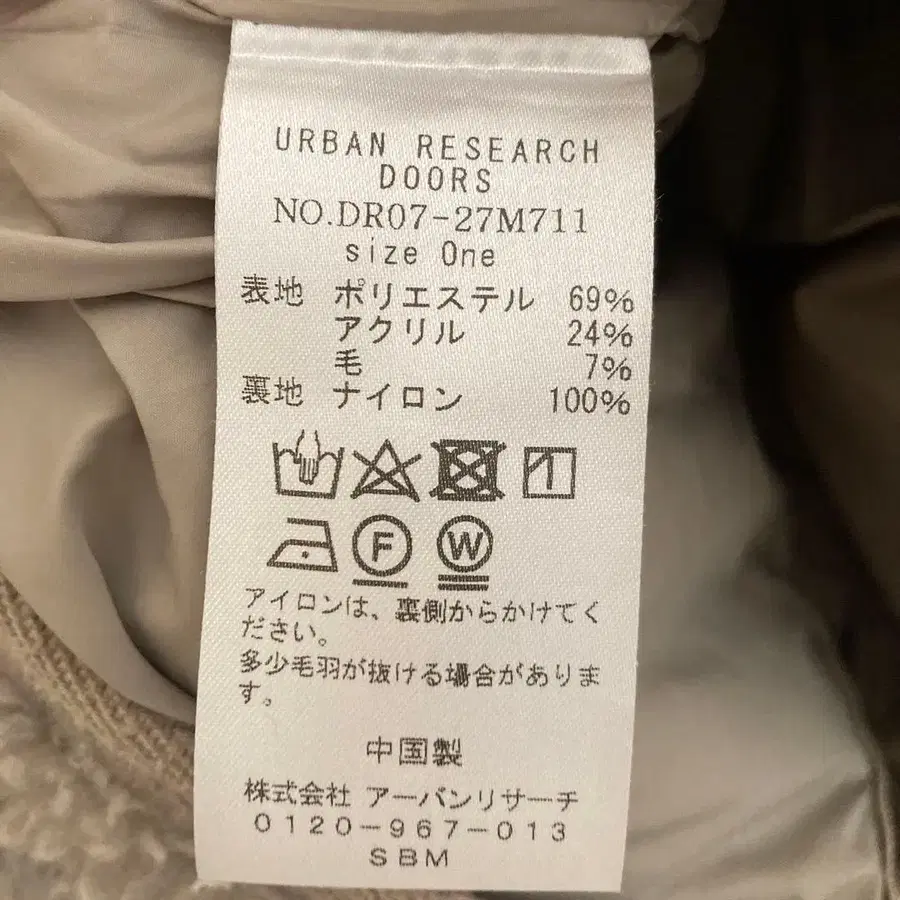 URBAN RESEARCH
DOORS
NO.DR07-27M711
size One
表地 ポリエステル 69%
アクリル 24%
毛 7%
裏地 ナイロン 100%
F W
アイロンは、裏側からかけてく
ださい。
多少毛羽が抜ける場合がありま
す。
中国製
株式会社 アーバンリサーチ
0120-967-013
SBM